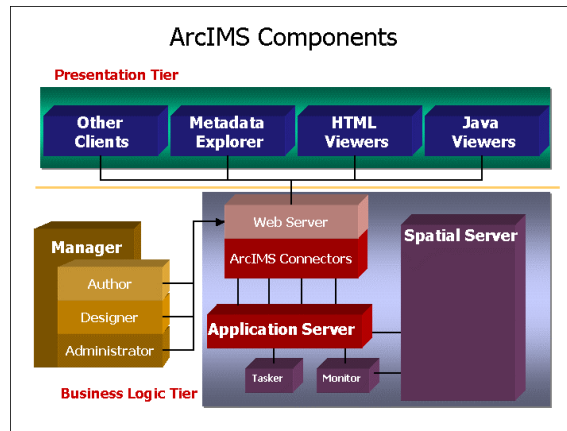 ArcIMS Components
Presentation Tier
Other
Clients
Metadata
Explorer
HTML
Viewers
Java
Viewers
Web Server
ArcIMS Connectors
Spatial Server
Manager
Author
Designer
Administrator
Application Server
Tasker
Monitor
Business Logic Tier